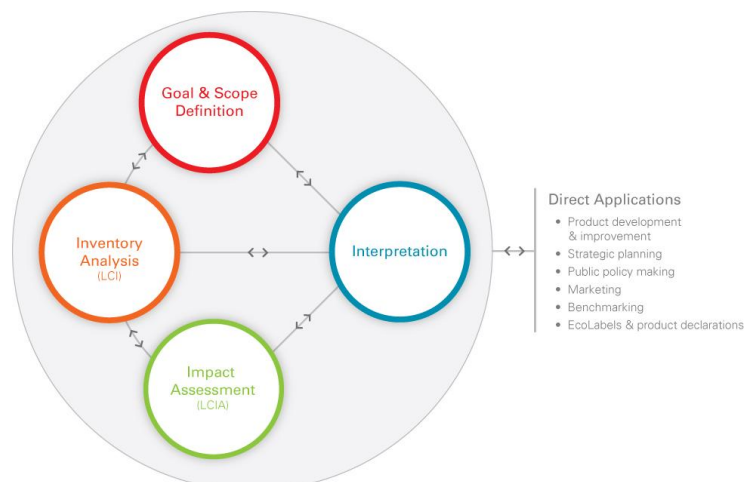 Goal & Scope
Definition
Inventory
Analysis
(LCI)
Interpretation
Impact
Assessment
(LCIA)
Direct Applications
• Product development
& improvement
• Strategic planning
• Public policy making
• Marketing
• Benchmarking
• EcoLabels & product declarations